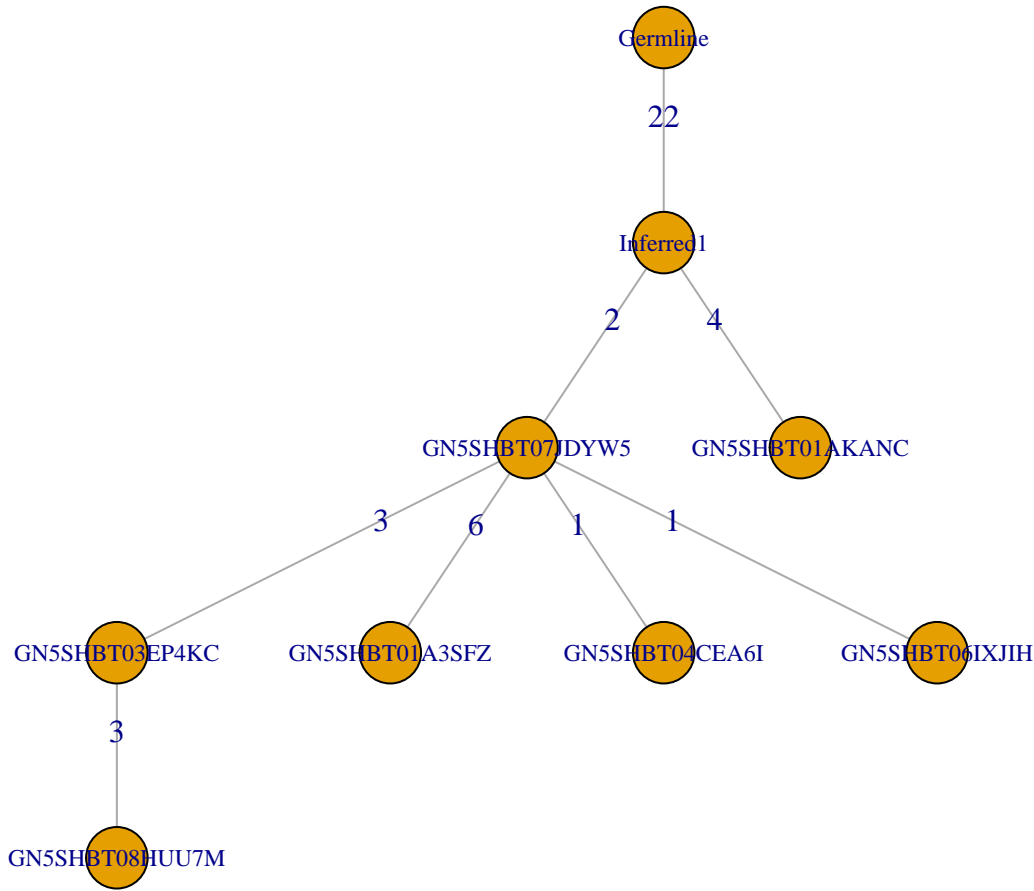 Germline
22
Inferred1
2
4
GN5SHBT07JDYW5
GN5SHBT01AKANC
3
6
1
1
GN5SHBT03EP4KC
GN5SHBT01A3SFZ
GN5SHBT04CEA6I
GN5SHBT06IXJIH
3
GN5SHBT08HUU7M